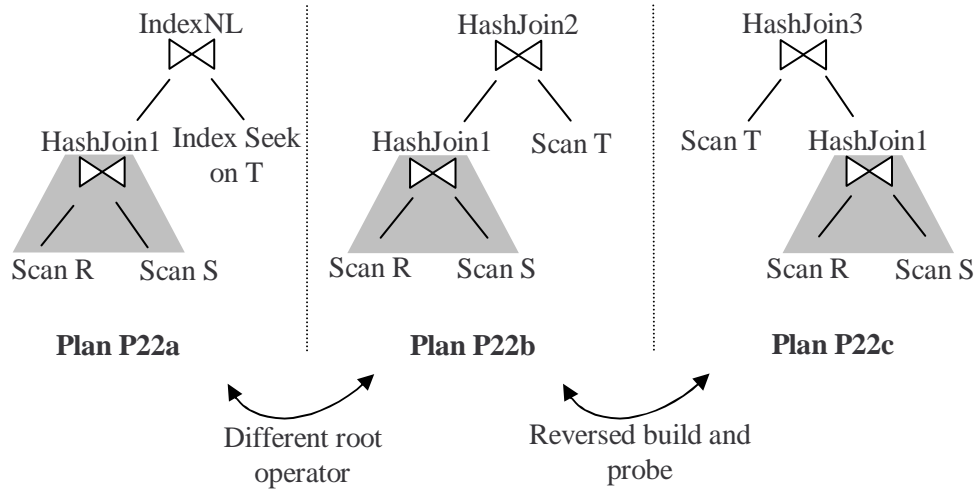 IndexNL
HashJoin1
Index Seek
on T
Scan R
Scan S
Plan P22a
HashJoin2
HashJoin1
Scan T
Scan R
Scan S
Plan P22b
HashJoin3
Scan T
HashJoin1
Scan R
Scan S
Plan P22c
Different root
operator
Reversed build and
probe